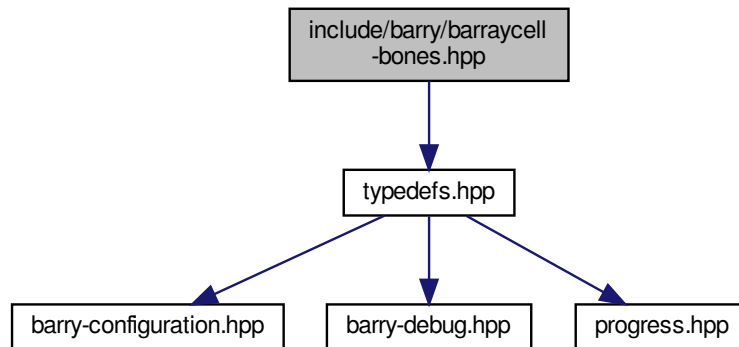 include/barry/barraycell
-bones.hpp
typedefs.hpp
barry-configuration.hpp
barry-debug.hpp
progress.hpp